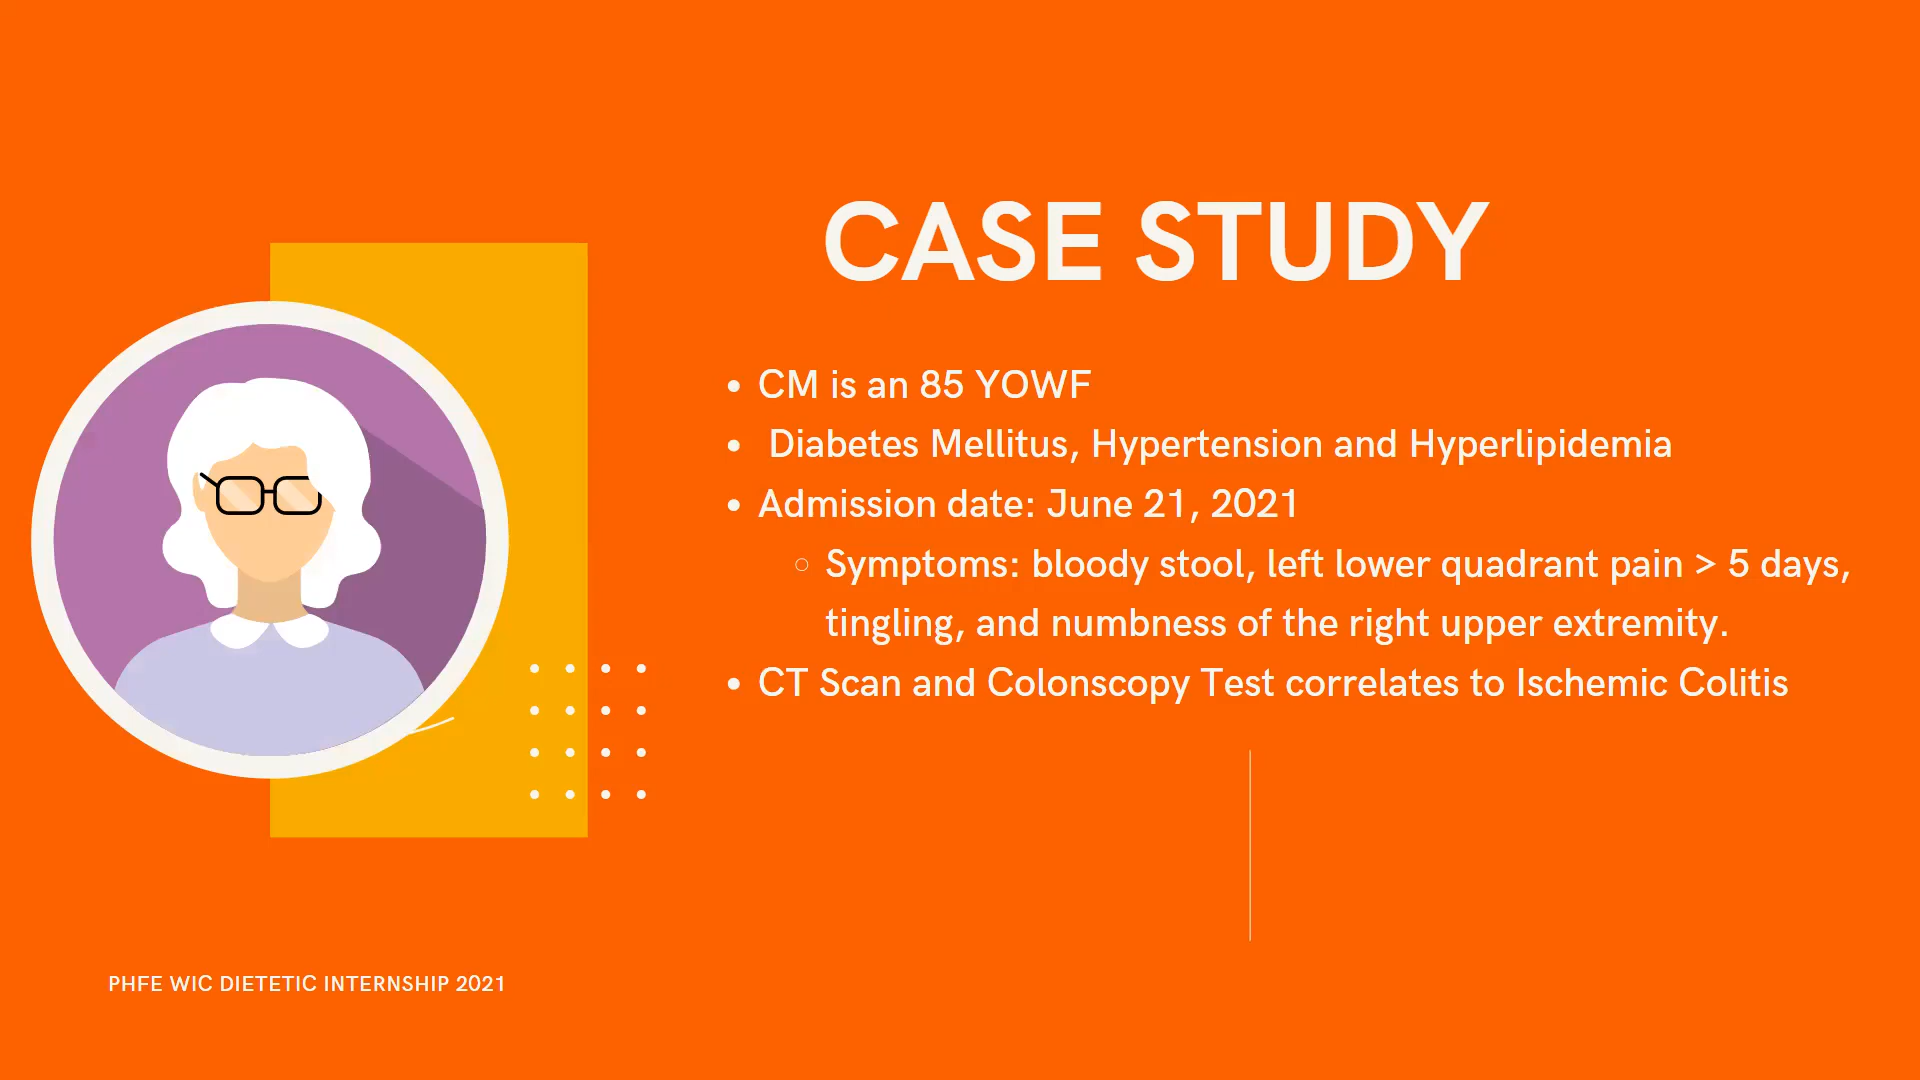 CASE STUDY
• CM is an 85 YOWF
• Diabetes Mellitus, Hypertension and Hyperlipidemia
• Admission date: June 21, 2021
○ Symptoms: bloody stool, left lower quadrant pain > 5 days,
tingling, and numbness of the right upper extremity.
• CT Scan and Colonscopy Test correlates to Ischemic Colitis
PHFE WIC DIETETIC INTERNSHIP 2021